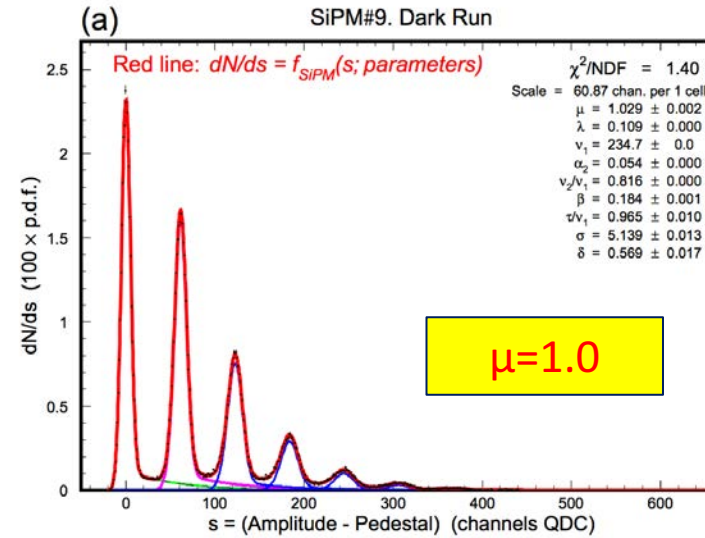 (a)
SiPM#9. Dark Run
Red line: dN/ds = f_SiPM(s; parameters)
χ²/NDF = 1.40
Scale = 60.87 chan. per 1 cell
μ = 1.029 ± 0.002
λ = 0.109 ± 0.000
ν₁ = 234.7 ± 0.0
α₂ = 0.054 ± 0.000
ν₂/ν₁ = 0.816 ± 0.000
β = 0.184 ± 0.001
τ/ν₁ = 0.965 ± 0.010
σ = 5.139 ± 0.013
δ = 0.569 ± 0.017
μ=1.0
dN/ds (100 × p.d.f.)
2.5
2
1.5
1
0.5
0
0 100 200 300 400 500 600
s = (Amplitude - Pedestal) (channels QDC)